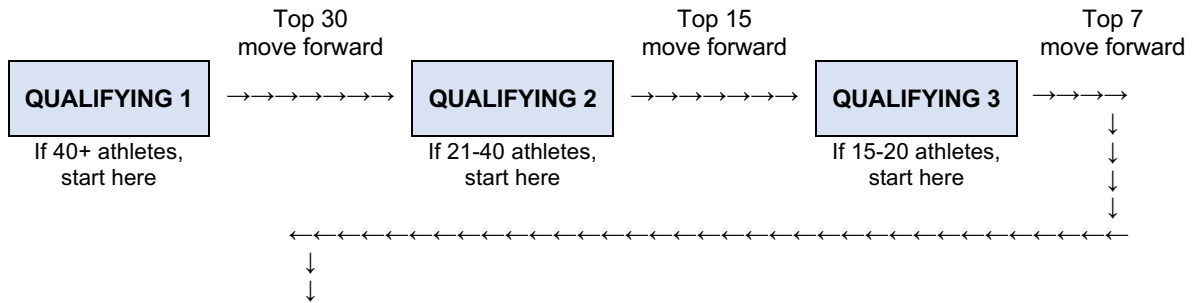 Top 30
move forward
Top 15
move forward
Top 7
move forward
QUALIFYING 1 →→→→→→→ QUALIFYING 2 →→→→→→→ QUALIFYING 3 →→→→
If 40+ athletes,
start here
If 21-40 athletes,
start here
If 15-20 athletes,
start here